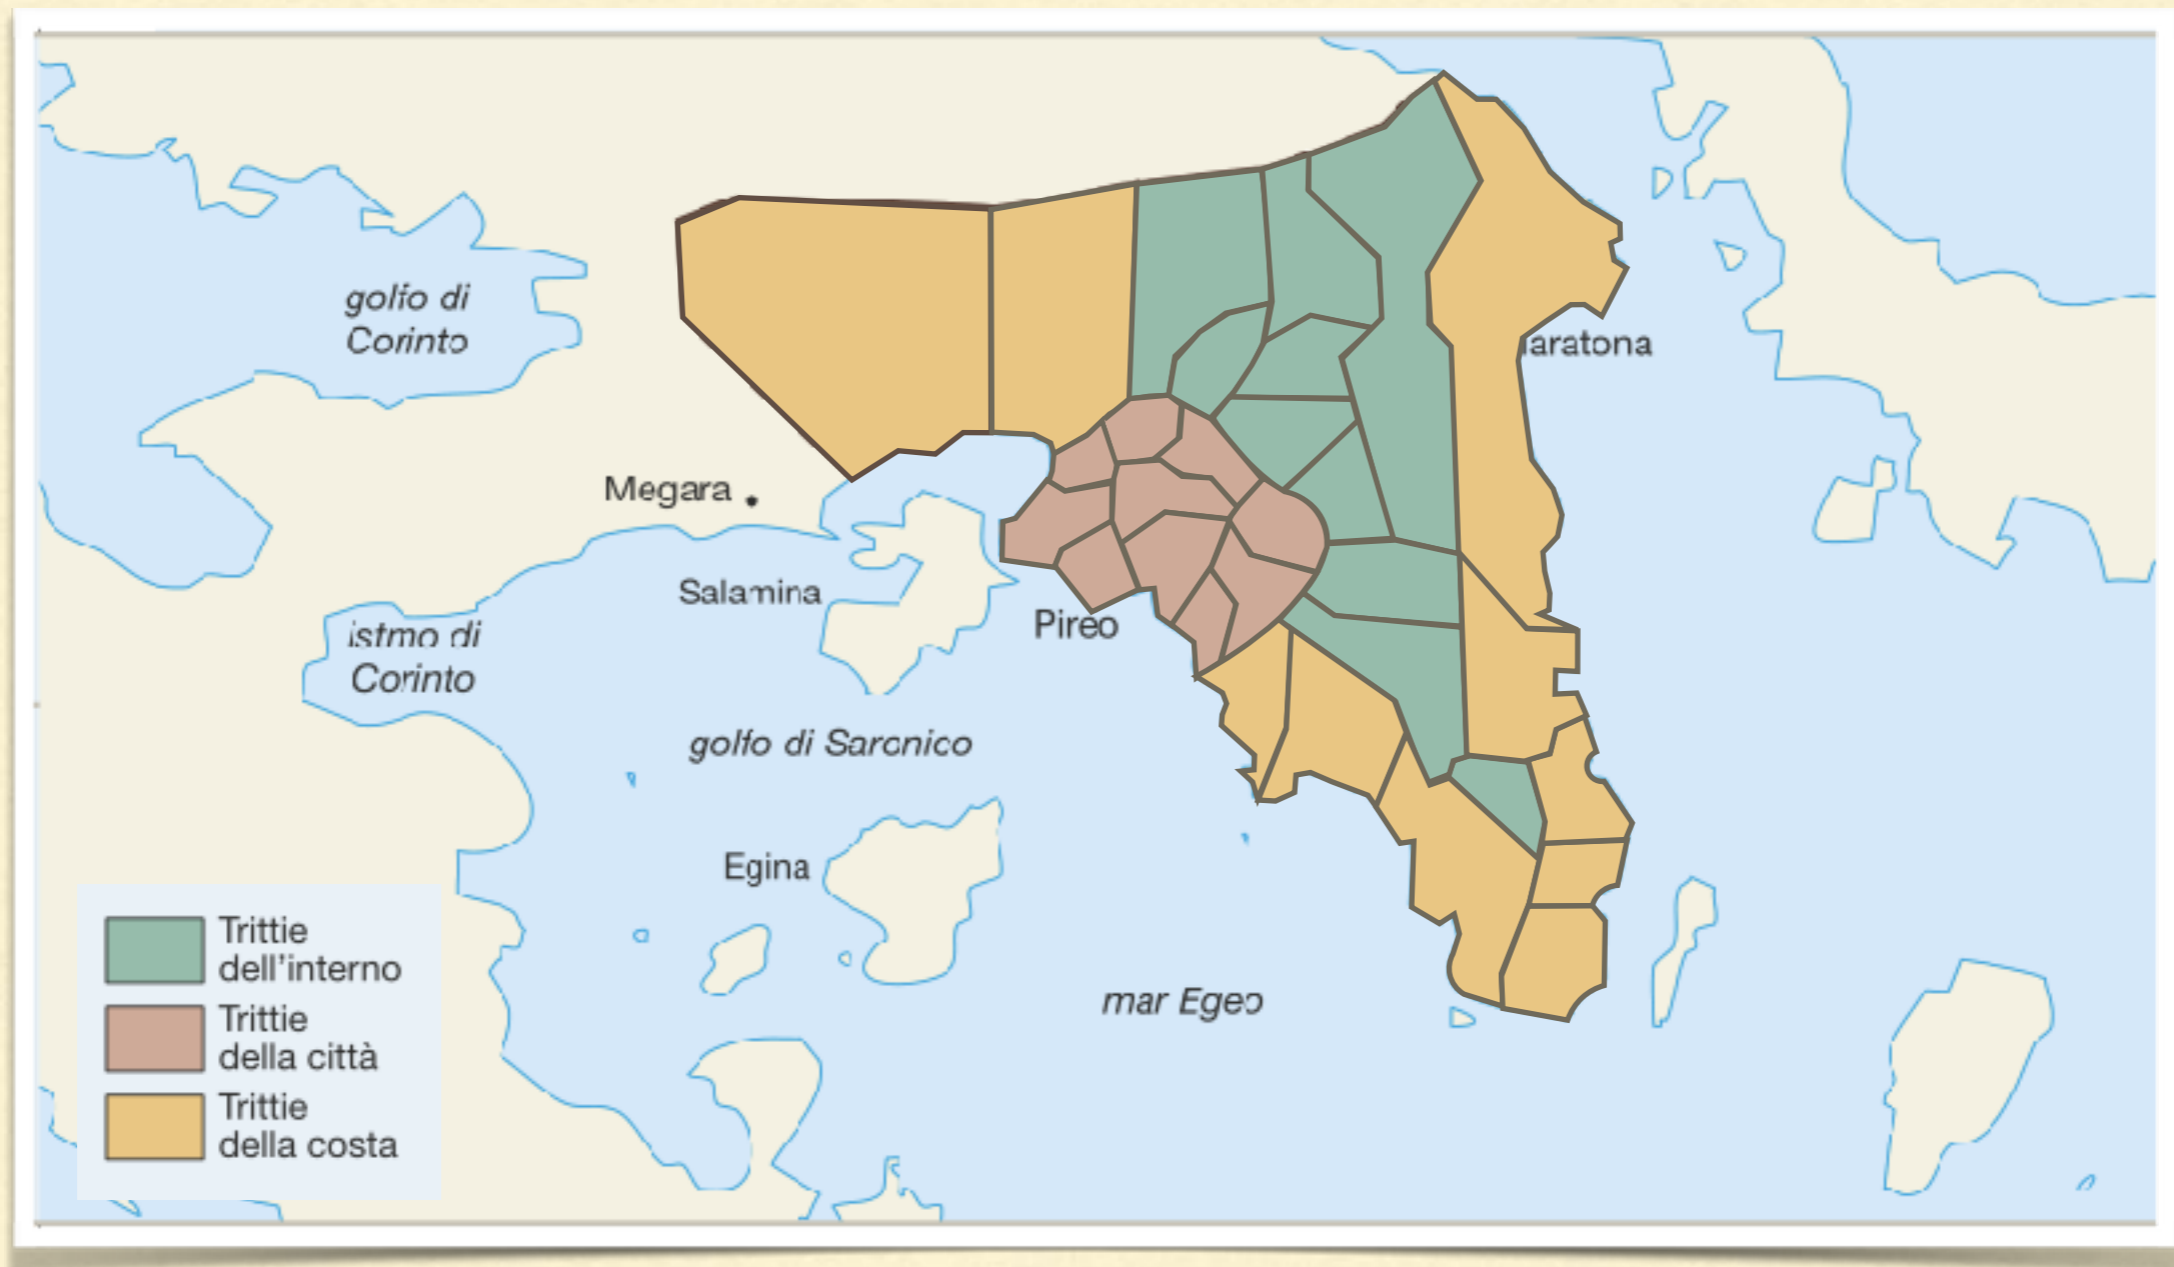 golfo di
Corinto
aratona
Megara
Salamina
Pireo
istmo di
Corinto
golfo di Saronico
Egina
mar Egeo
Trittie
dell'interno
Trittie
della città
Trittie
della costa